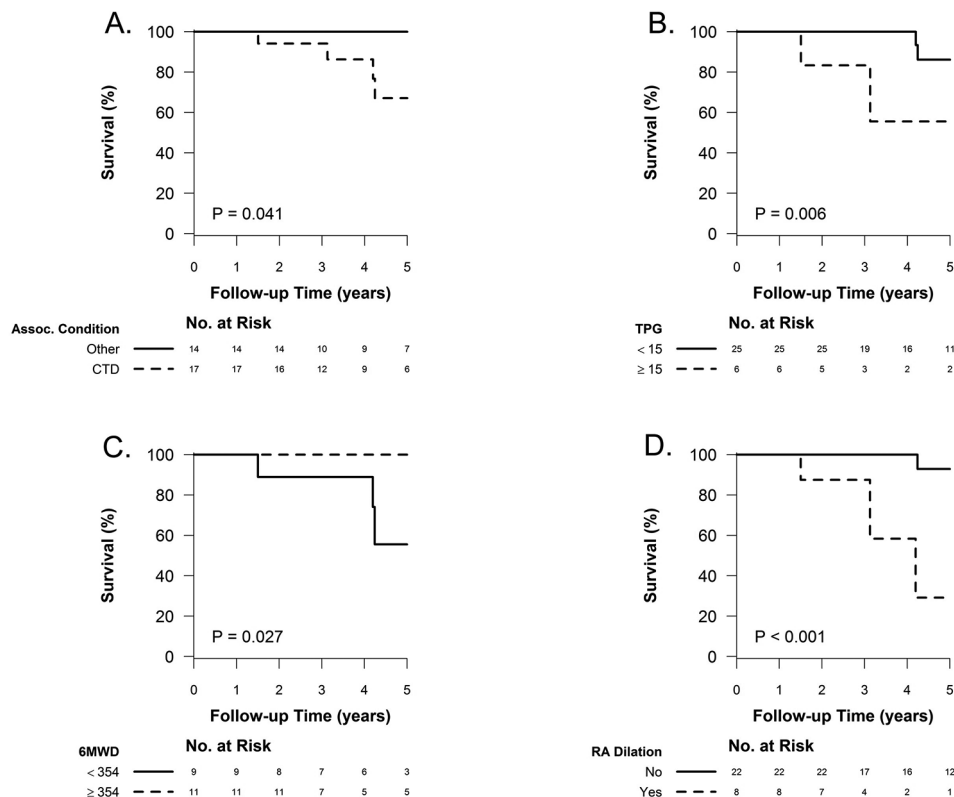 A.
100
80
60
40
20
0
Survival (%)
P = 0.041
0 1 2 3 4 5
Follow-up Time (years)
No. at Risk
Assoc. Condition
Other 14 14 14 10 9 7
CTD 17 17 16 12 9 6
B.
100
80
60
40
20
0
Survival (%)
P = 0.006
0 1 2 3 4 5
Follow-up Time (years)
No. at Risk
TPG
< 15 25 25 25 19 16 11
≥ 15 6 6 5 3 2 2
C.
100
80
60
40
20
0
Survival (%)
P = 0.027
0 1 2 3 4 5
Follow-up Time (years)
No. at Risk
6MWD
< 354 9 9 8 7 6 3
≥ 354 11 11 11 7 5 5
D.
100
80
60
40
20
0
Survival (%)
P < 0.001
0 1 2 3 4 5
Follow-up Time (years)
No. at Risk
RA Dilation
No 22 22 22 17 16 12
Yes 8 8 7 4 2 1